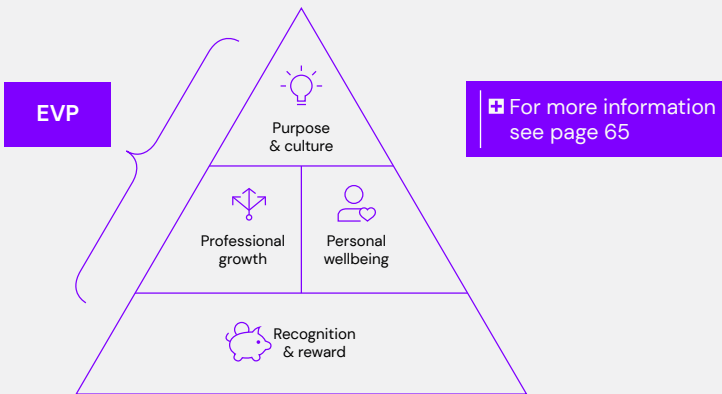 EVP
Purpose
& culture
Professional
growth
Personal
wellbeing
Recognition
& reward
For more information
see page 65